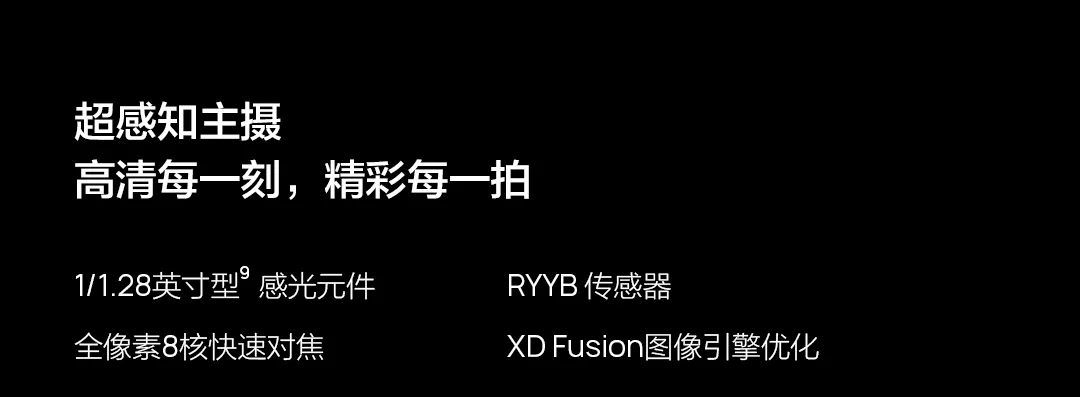 超感知主摄
高清每一刻，精彩每一拍
1/1.28英寸型⁹ 感光元件
RYYB 传感器
全像素8核快速对焦
XD Fusion图像引擎优化